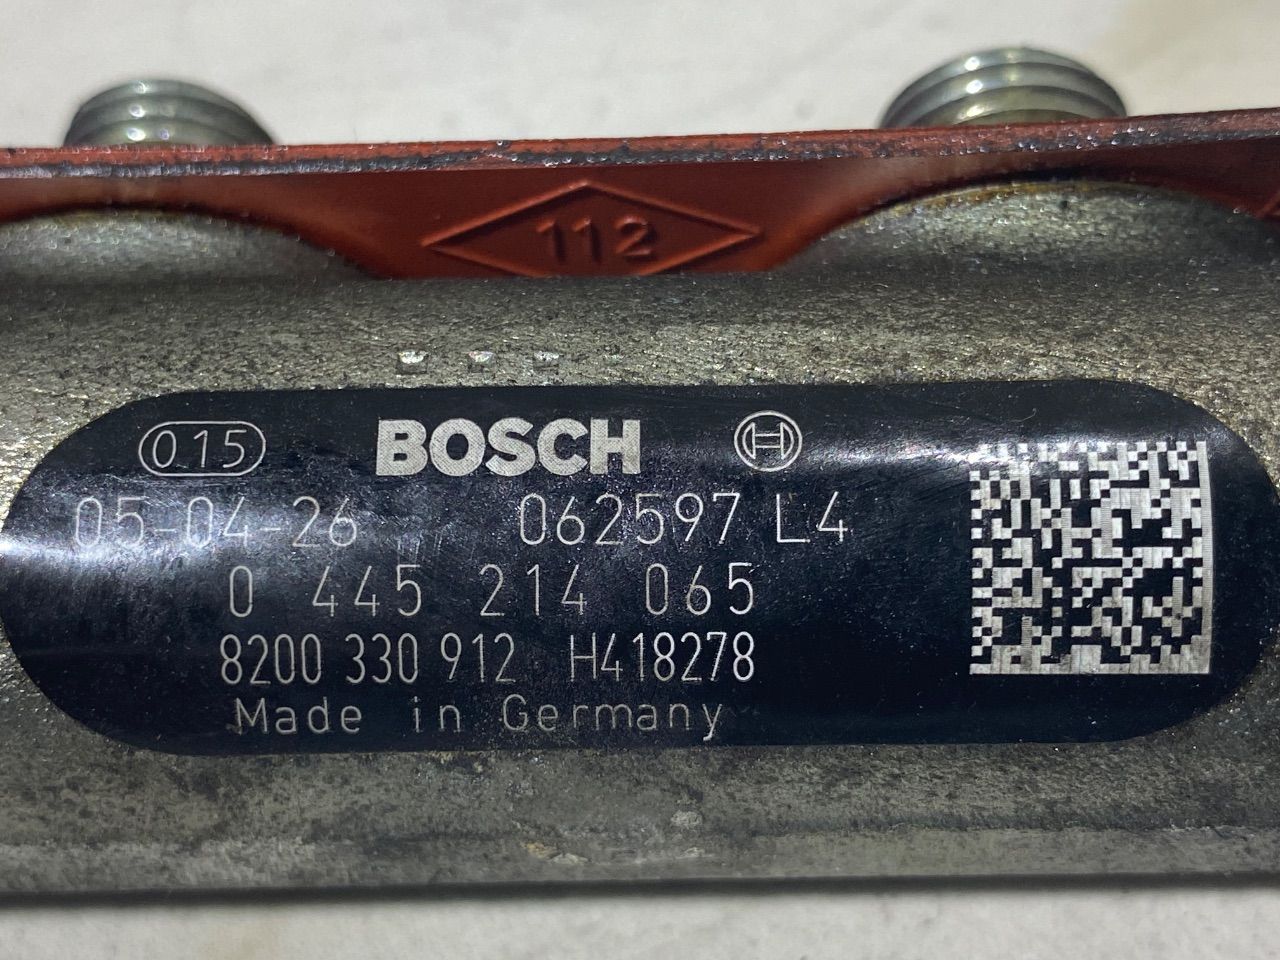 112
015 BOSCH
05-04-26 062597 L4
0 445 214 065
8200 330 912 H418278
Made in Germany